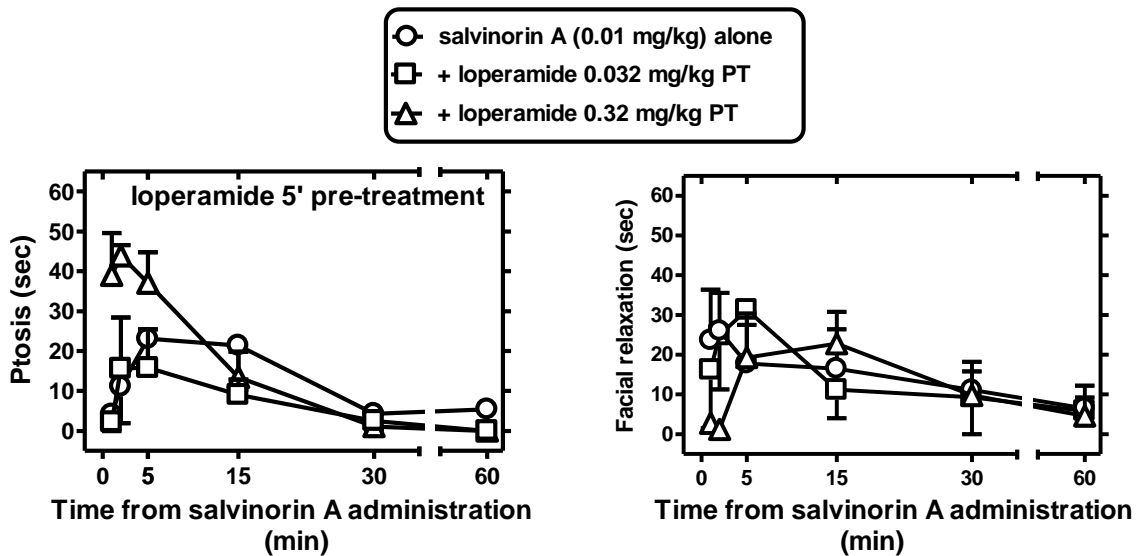 salvinorin A (0.01 mg/kg) alone
+ loperamide 0.032 mg/kg PT
+ loperamide 0.32 mg/kg PT
loperamide 5' pre-treatment
Ptosis (sec)
60
50
40
30
20
10
0
0 5 15 30 60
Time from salvinorin A administration
(min)
Facial relaxation (sec)
60
50
40
30
20
10
0
0 5 15 30 60
Time from salvinorin A administration
(min)